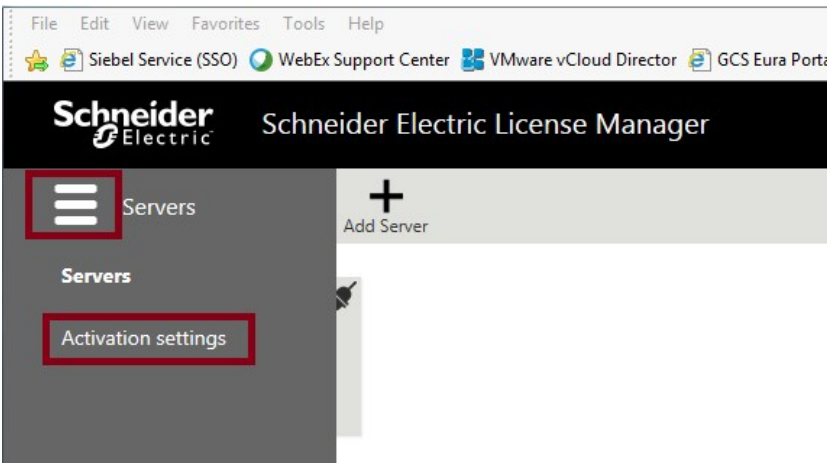 File Edit View Favorites Tools Help
Siebel Service (SSO) WebEx Support Center VMware vCloud Director GCS Eura Porta
Schneider Electric Schneider Electric License Manager
Servers
Add Server
Servers
Activation settings